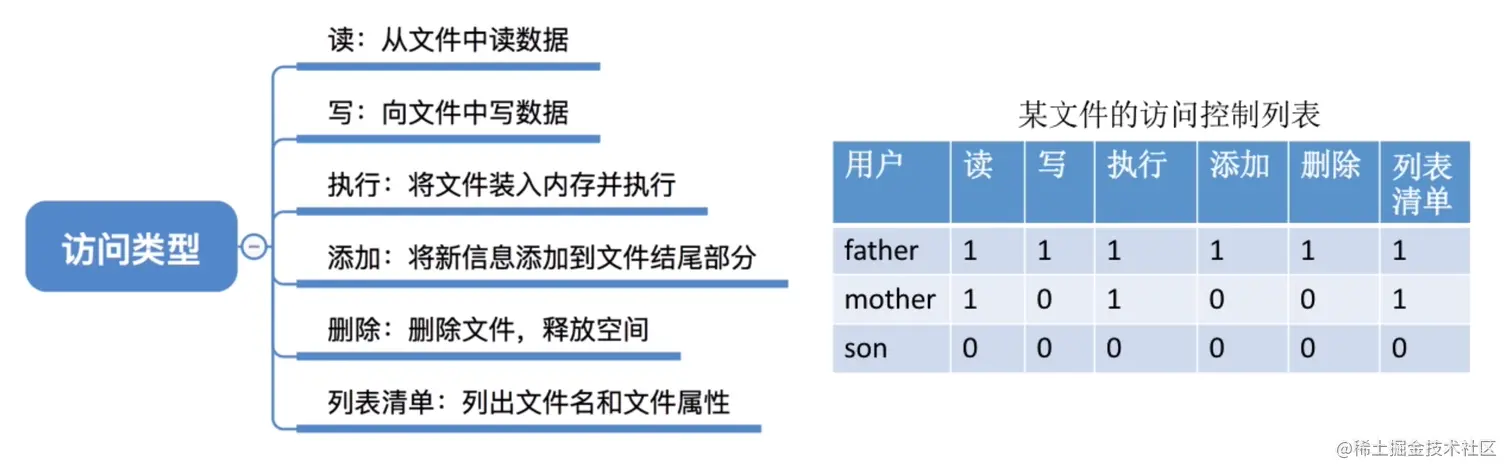 读：从文件中读数据
写：向文件中写数据
执行：将文件装入内存并执行
访问类型
添加：将新信息添加到文件结尾部分
删除：删除文件，释放空间
列表清单：列出文件名和文件属性
某文件的访问控制列表
用户 读 写 执行 添加 删除 列表
清单
father 1 1 1 1 1 1
mother 1 0 1 0 0 1
son 0 0 0 0 0 0
@稀土掘金技术社区